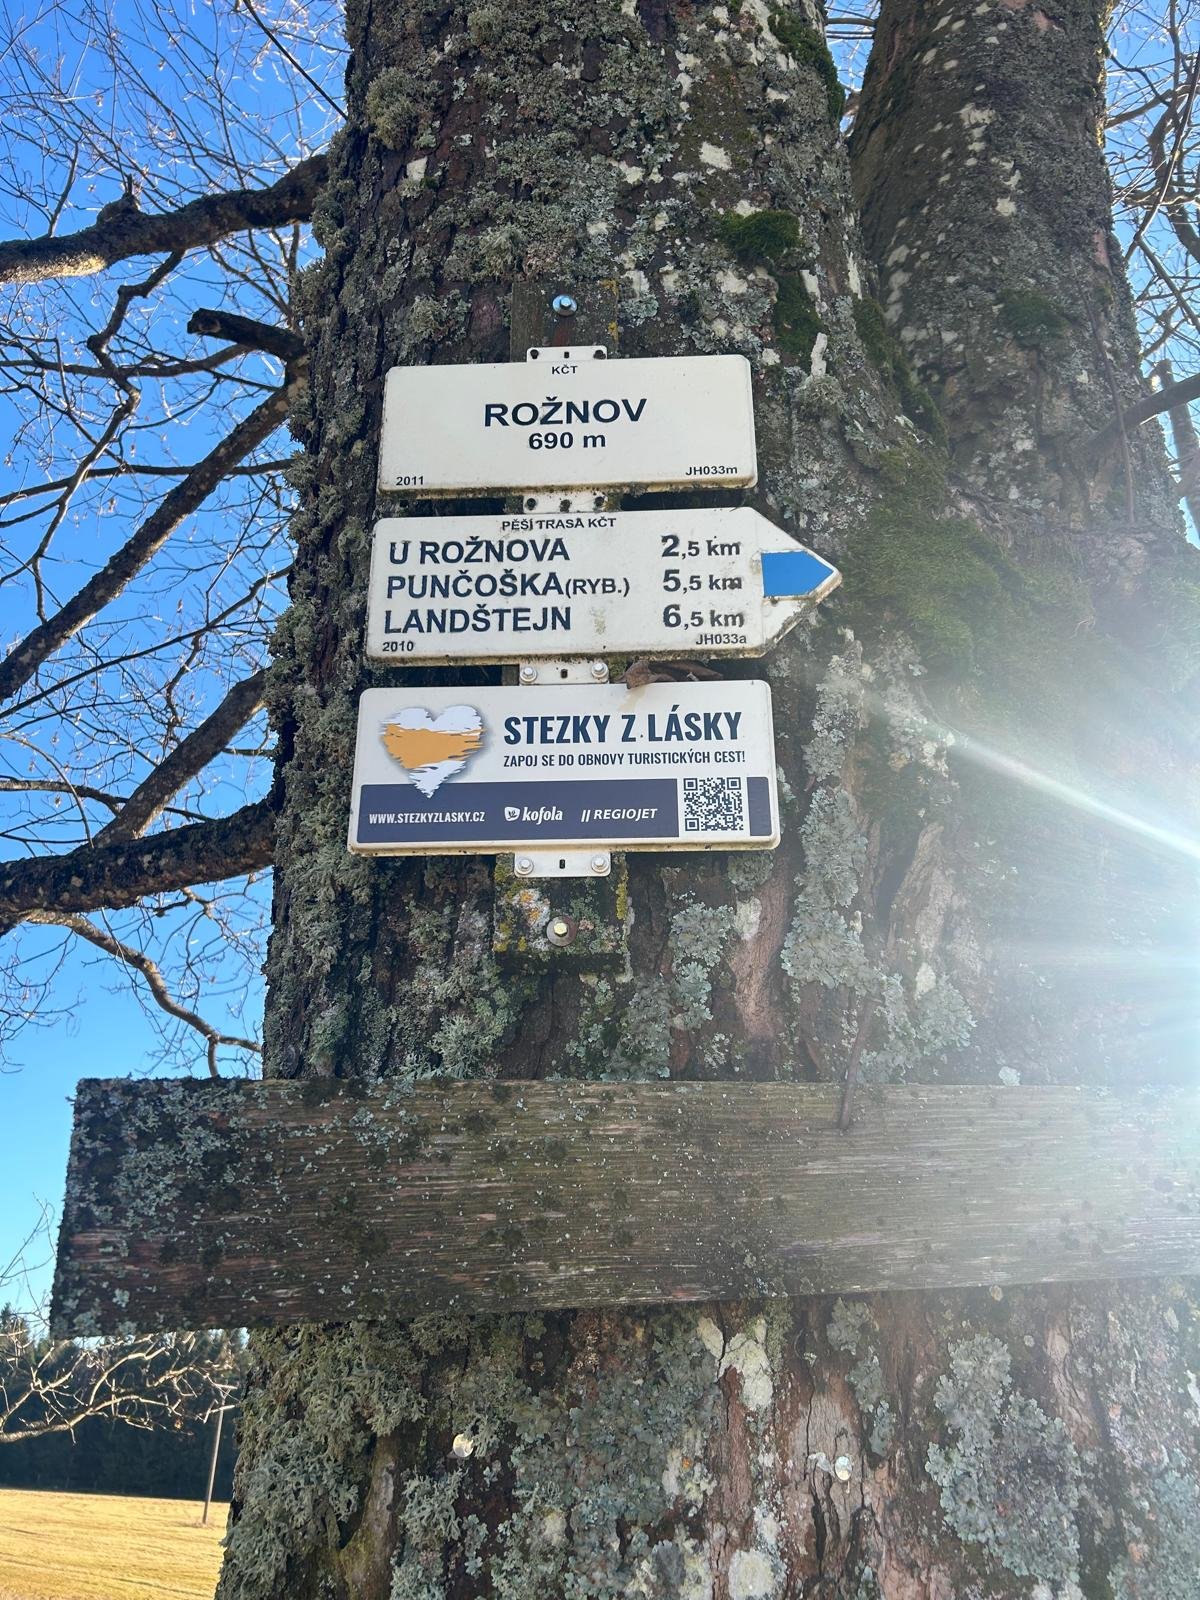 KČT
ROŽNOV
690 m
2011 JH033m
PĚŠÍ TRASA KČT
U ROŽNOVA 2,5 km
PUNČOŠKA(RYB.) 5,5 km
LANDŠTEJN 6,5 km
2010 JH033a
STEZKY Z LÁSKY
ZAPOJ SE DO OBNOVY TURISTICKÝCH CEST!
WWW.STEZKYZLASKY.CZ kofola REGIOJET